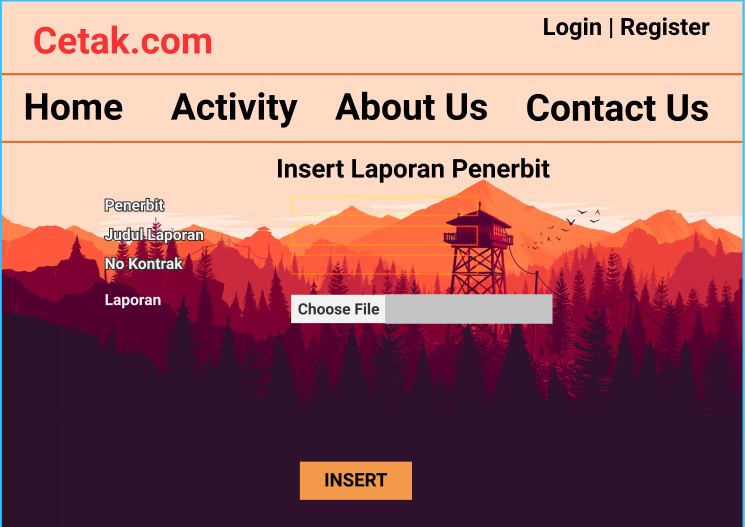 Cetak.com
Login | Register
Home Activity About Us Contact Us
Insert Laporan Penerbit
Penerbit
Judul Laporan
No Kontrak
Laporan
Choose File
INSERT